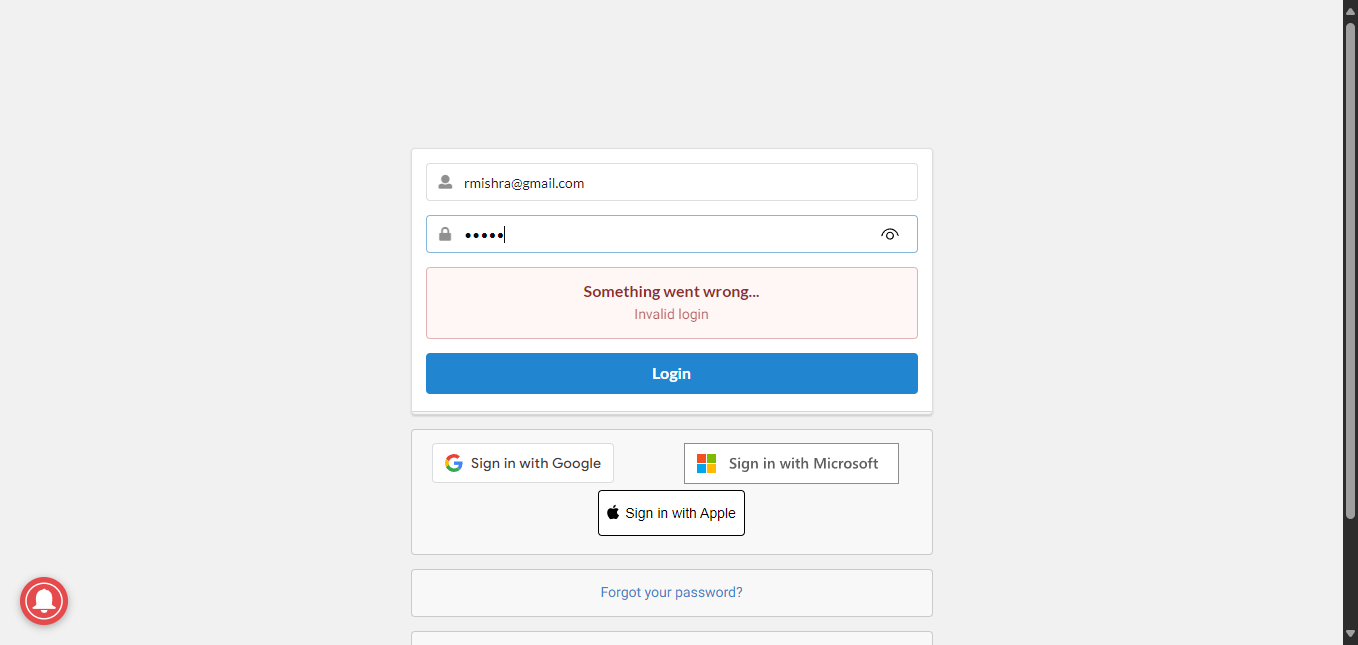 rmishra@gmail.com
•••••
Something went wrong...
Invalid login
Login
Sign in with Google
Sign in with Microsoft
Sign in with Apple
Forgot your password?